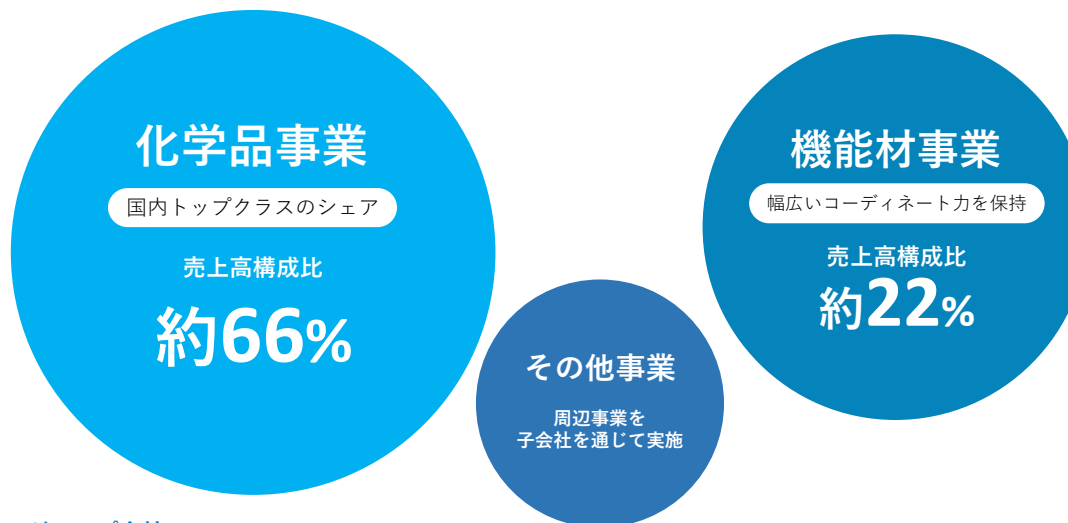 化学品事業
国内トップクラスのシェア
売上高構成比
約66%
機能材事業
幅広いコーディネート力を保持
売上高構成比
約22%
その他事業
周辺事業を
子会社を通じて実施